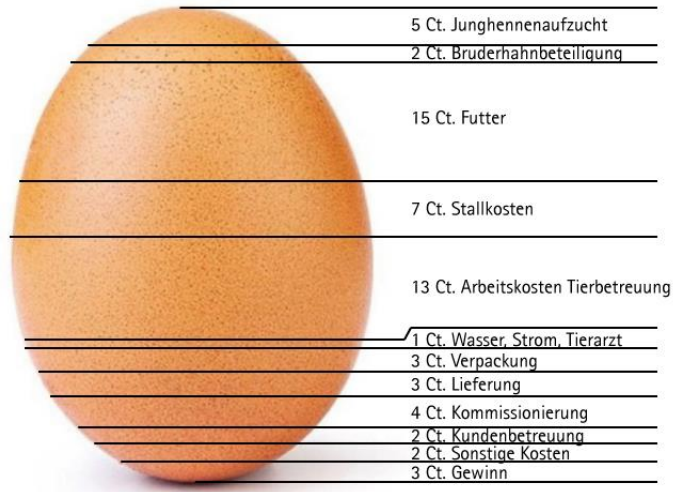 5 Ct. Junghennenaufzucht
2 Ct. Bruderhahnbeteiligung
15 Ct. Futter
7 Ct. Stallkosten
13 Ct. Arbeitskosten Tierbetreuung
1 Ct. Wasser, Strom, Tierarzt
3 Ct. Verpackung
3 Ct. Lieferung
4 Ct. Kommissionierung
2 Ct. Kundenbetreuung
2 Ct. Sonstige Kosten
3 Ct. Gewinn